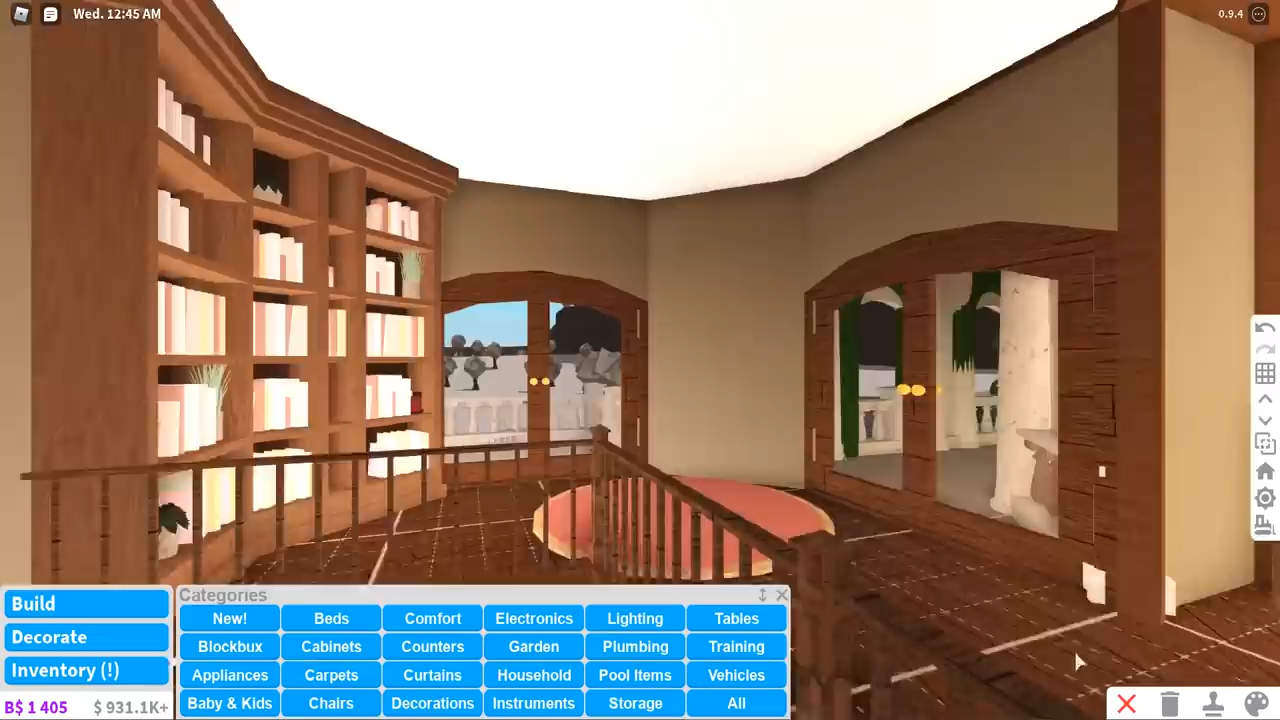 Wed. 12:45 AM
0.9.4
Build
Decorate
Inventory (!)
B$ 1 405
$ 931.1K+
Categories
New!
Beds
Comfort
Electronics
Lighting
Tables
Blockbux
Cabinets
Counters
Garden
Plumbing
Training
Appliances
Carpets
Curtains
Household
Pool Items
Vehicles
Baby & Kids
Chairs
Decorations
Instruments
Storage
All